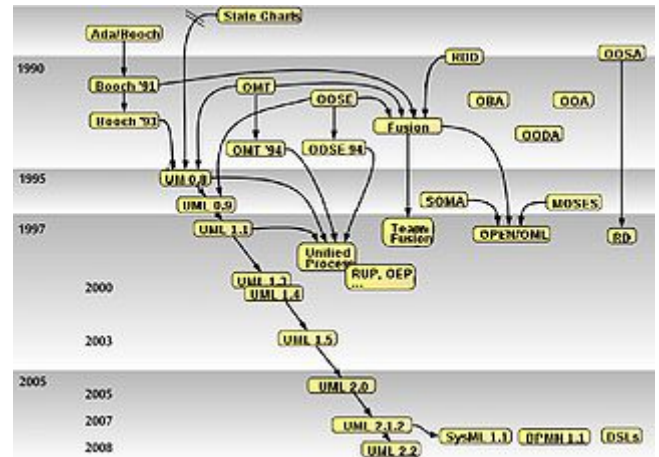 State Charts
Ada/Booch
1990
RDD
OOSA
Booch '91
OMT
OOSE
OBA
OOA
Booch '93
Fusion
OODA
OMT '94
OOSE 94
1995
UM 0.8
UML 0.9
SOMA
MOSES
1997
UML 1.1
Team-
Fusion
OPEN/OML
RD
Unified
Process
RUP, OEP
...
UML 1.3
2000
UML 1.4
2003
UML 1.5
2005
UML 2.0
2005
2007
UML 2.1.2
SysML 1.1
BPMN 1.1
DSLs
2008
UML 2.2